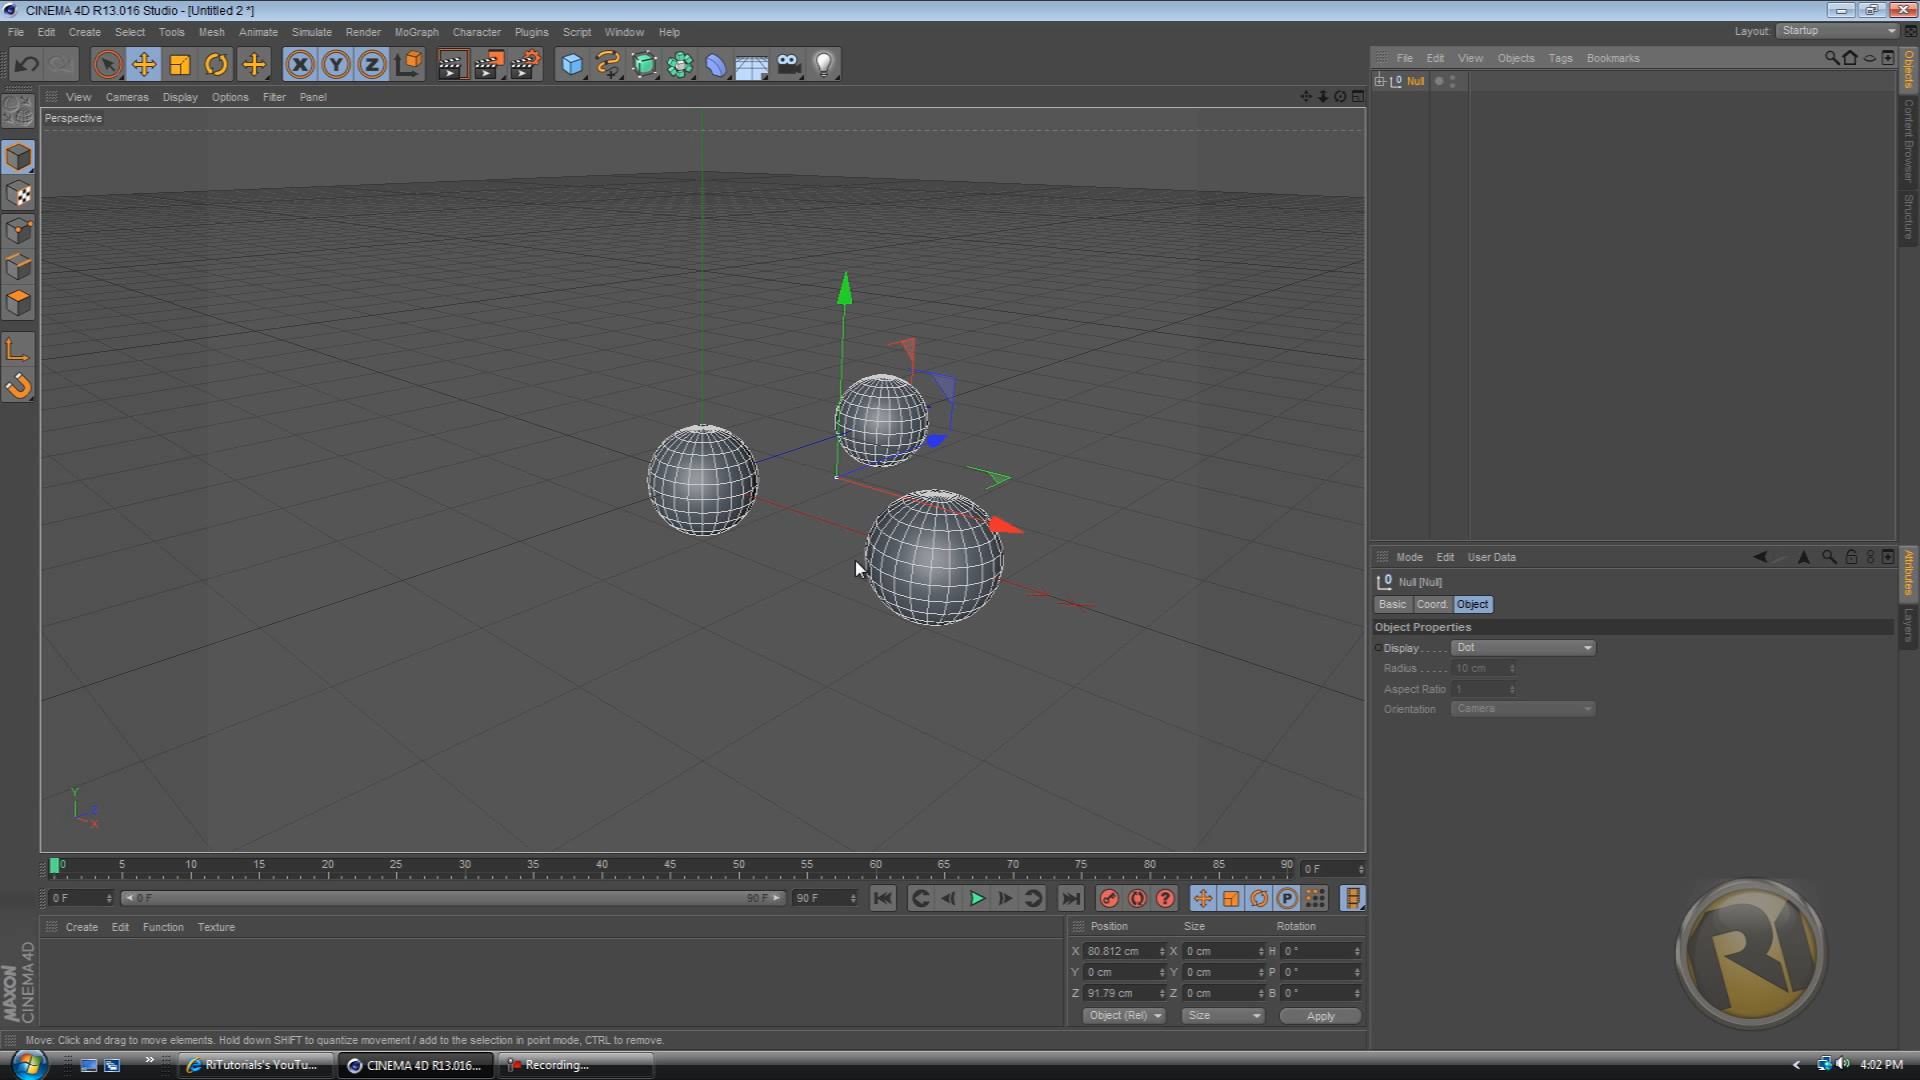 CINEMA 4D R13.016 Studio - [Untitled 2 *]
File Edit Create Select Tools Mesh Animate Simulate Render MoGraph Character Plugins Script Window Help
Layout: Startup
X Y Z
View Cameras Display Options Filter Panel
Perspective
File Edit View Objects Tags Bookmarks
Null
Objects
Content Browser
Structure
Mode Edit User Data
Null [Null]
Basic Coord. Object
Object Properties
Display . . . . . Dot
Radius . . . . . 10 cm
Aspect Ratio 1
Orientation Camera
Attributes
Layers
Y
Z
X
0 5 10 15 20 25 30 35 40 45 50 55 60 65 70 75 80 85 90 0 F
0 F 0 F 90 F 90 F
? P
Create Edit Function Texture
Position Size Rotation
X 80.812 cm X 0 cm H 0 °
Y 0 cm Y 0 cm P 0 °
Z 91.79 cm Z 0 cm B 0 °
Object (Rel) Size Apply
MAXON
CINEMA 4D
RI
Move: Click and drag to move elements. Hold down SHIFT to quantize movement / add to the selection in point mode, CTRL to remove.
RiTutorials's YouTu... CINEMA 4D R13.016... Recording... 4:02 PM